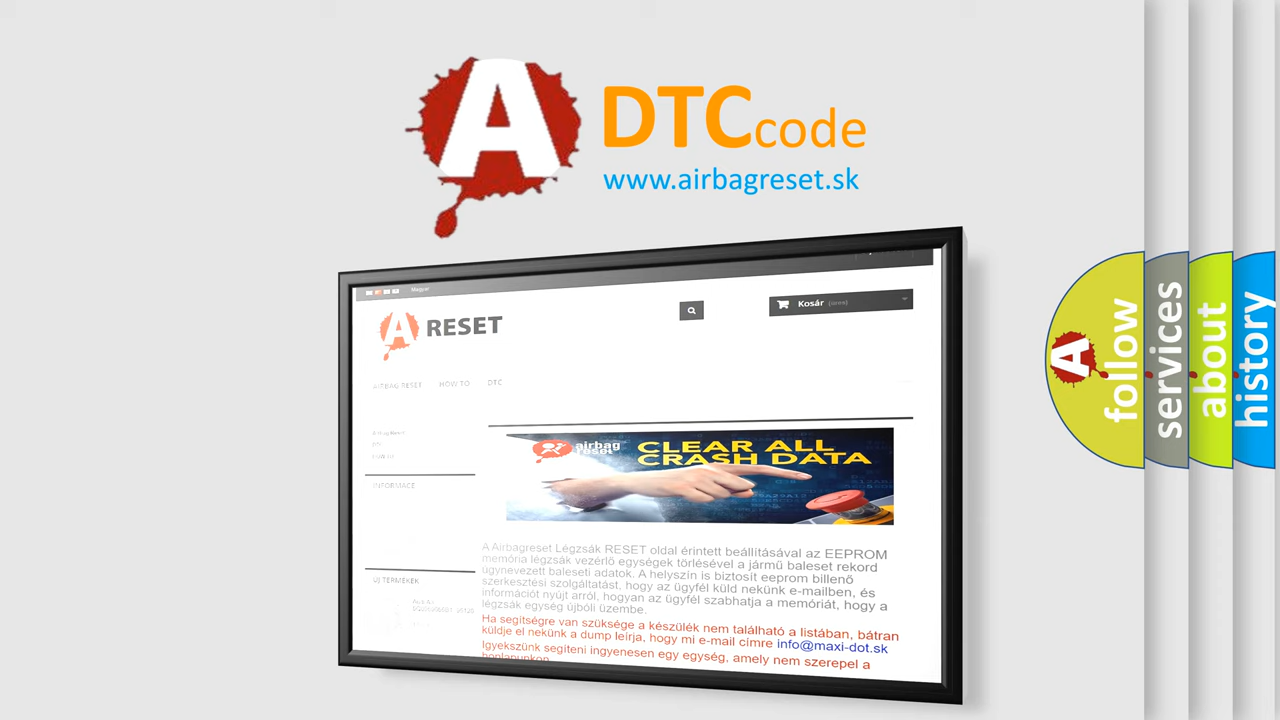 A
DTCcode
www.airbagreset.sk
Magyar
Kosár (üres)
A RESET
AIRBAG RESET HOW TO DTC
INFORMACE
airbag
reset
CLEAR ALL
CRASH DATA
A Airbagreset Légzsák RESET oldal érintett beállításával az EEPROM
memória légzsák vezérlő egységek törlésével a jármű baleset rekord
úgynevezett baleseti adatok. A helyszín is biztosít eeprom billenő
szerkesztési szolgáltatást, hogy az ügyfél küld nekünk e-mailben, és
információt nyújt arról, hogyan az ügyfél szabhatja a memóriát, hogy a
légzsák egység újbóli üzembe.
Ha segítségre van szüksége a készülék nem található a listában, bátran
küldje el nekünk a dump leírja, hogy mi e-mail címre info@maxi-dot.sk
Igyekszünk segíteni ingyenesen egy egység, amely nem szerepel a
honlapunkon
ÚJ TERMÉKEK
A
follow
services
about
history